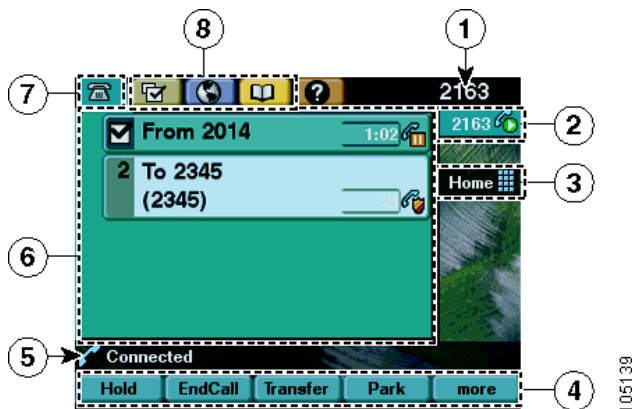 8
1
7
?
2163
From 2014
1:02
2163
2
2 To 2345
(2345)
Home
3
6
5
Connected
Hold EndCall Transfer Park more
4
05139